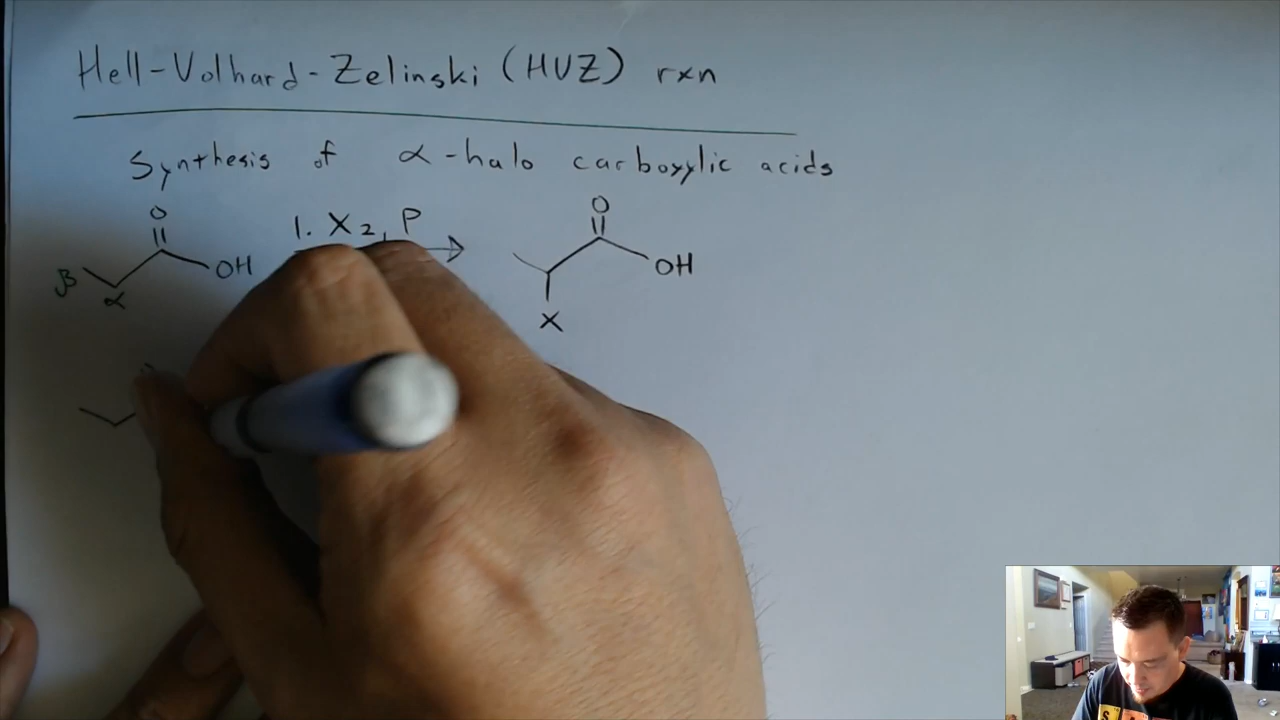 Hell-Volhard-Zelinski (HVZ) rxn
Synthesis of α-halo carboxylic acids
O
1. X2, P
O
β
OH
OH
α
X